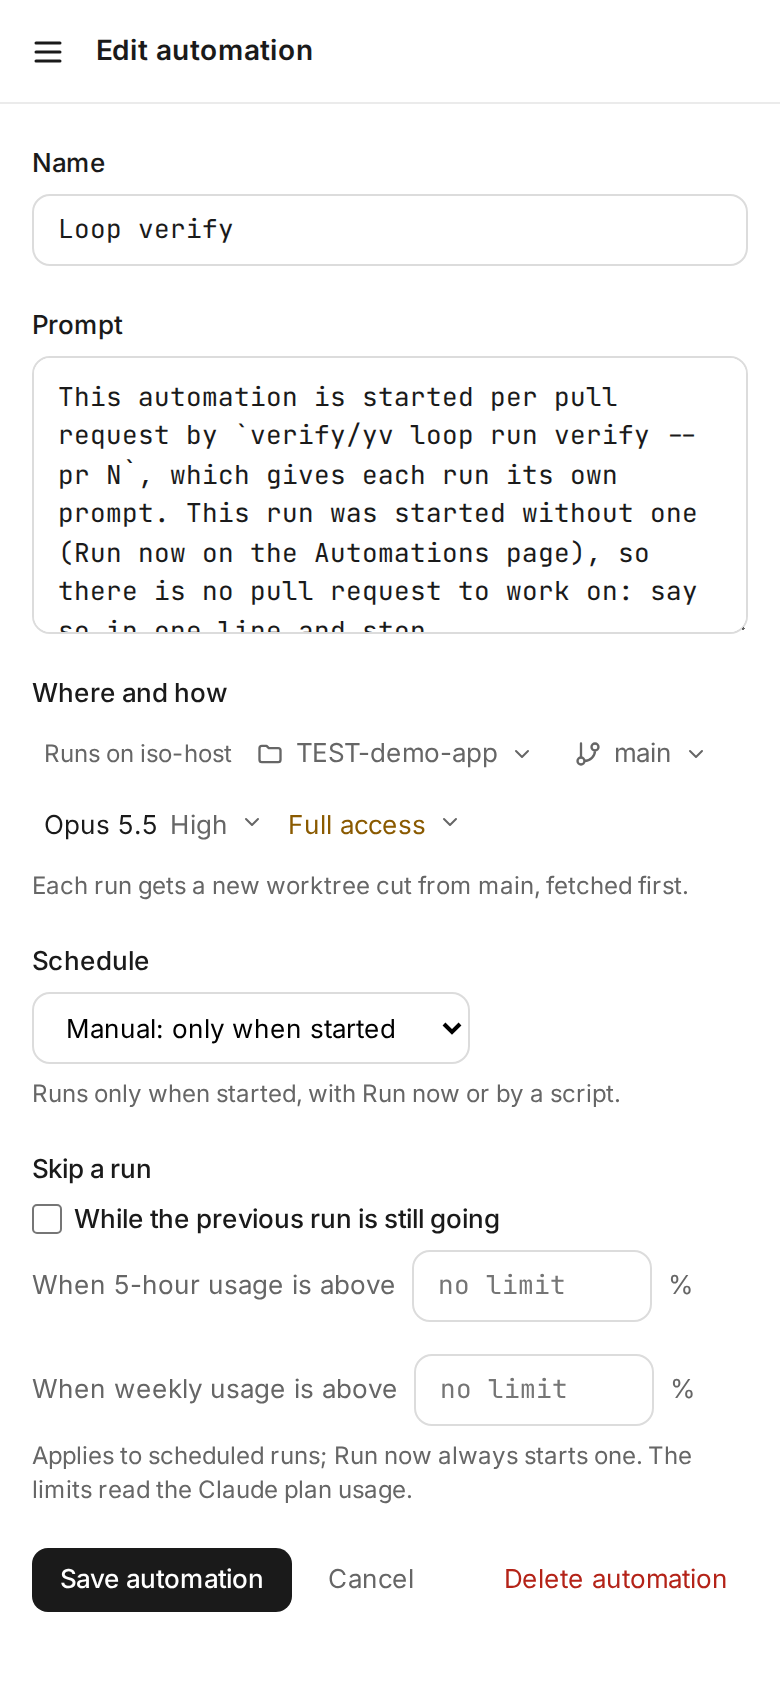 Edit automation
Name
Loop verify
Prompt
This automation is started per pull
request by `verify/yv loop run verify --
pr N`, which gives each run its own
prompt. This run was started without one
(Run now on the Automations page), so
there is no pull request to work on: say
so in one line and stop.
Where and how
Runs on iso-host TEST-demo-app main
Opus 5.5 High Full access
Each run gets a new worktree cut from main, fetched first.
Schedule
Manual: only when started
Runs only when started, with Run now or by a script.
Skip a run
While the previous run is still going
When 5-hour usage is above no limit %
When weekly usage is above no limit %
Applies to scheduled runs; Run now always starts one. The
limits read the Claude plan usage.
Save automation Cancel Delete automation